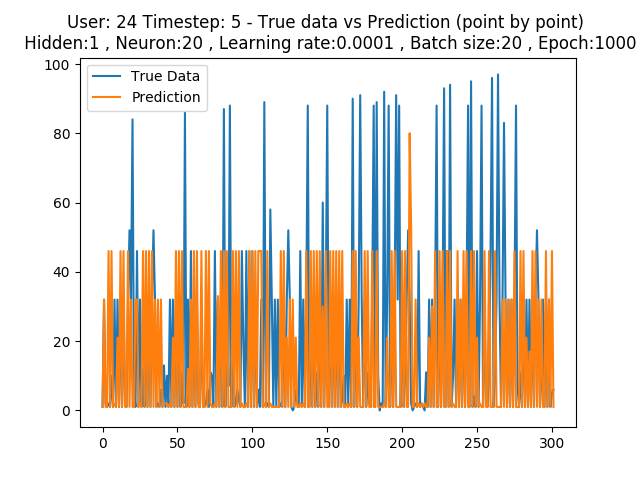 User: 24 Timestep: 5 - True data vs Prediction (point by point)
Hidden:1 , Neuron:20 , Learning rate:0.0001 , Batch size:20 , Epoch:1000
100
True Data
Prediction
80
60
40
20
0
0 50 100 150 200 250 300